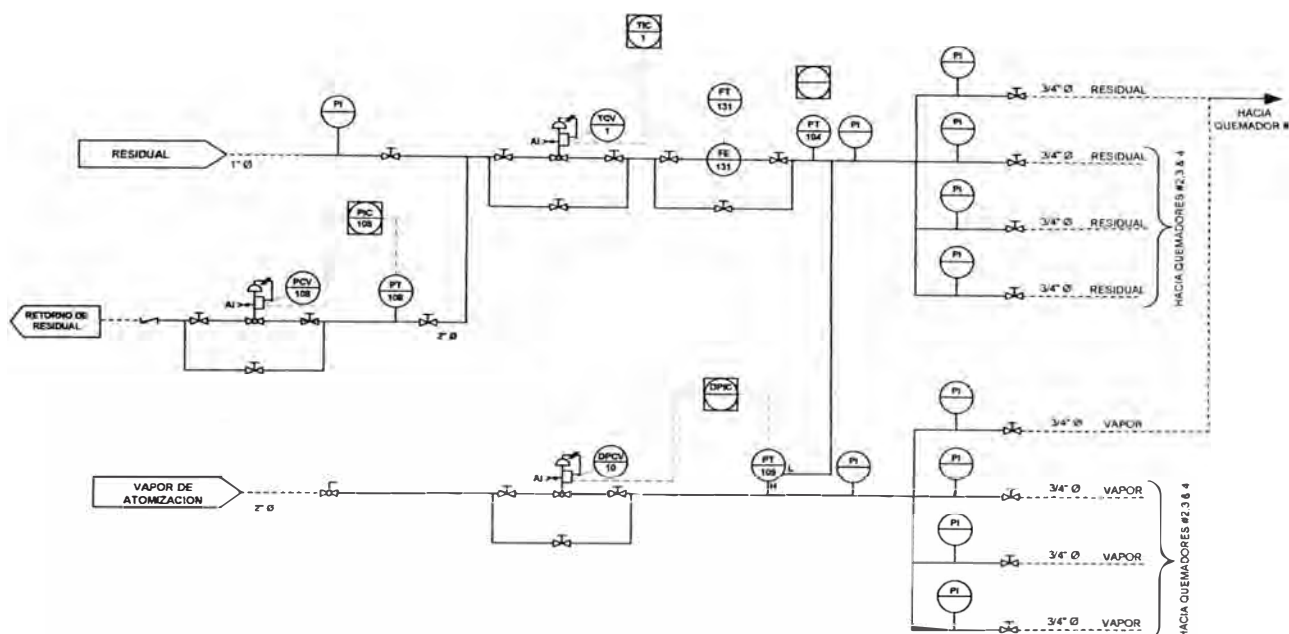 TIC
1
PI
PI
FT
131
TCV
1
PT
104
PI
3/4" Ø RESIDUAL
HACIA
RESIDUAL
1" Ø
AI
FE
131
PI
3/4" Ø RESIDUAL
PIC
108
PI
3/4" Ø RESIDUAL
PI
3/4" Ø RESIDUAL
HACIA QUEMADORES #2,3 & 4
PCV
108
PT
108
AI
RETORNO DE
RESIDUAL
2" Ø
DPIC
PI
3/4" Ø VAPOR
VAPOR DE
ATOMIZACION
2" Ø
DPCV
10
AI
PT
109
L
H
PI
PI
3/4" Ø VAPOR
PI
3/4" Ø VAPOR
PI
3/4" Ø VAPOR
HACIA QUEMADORES #2,3 & 4
QUEMADOR